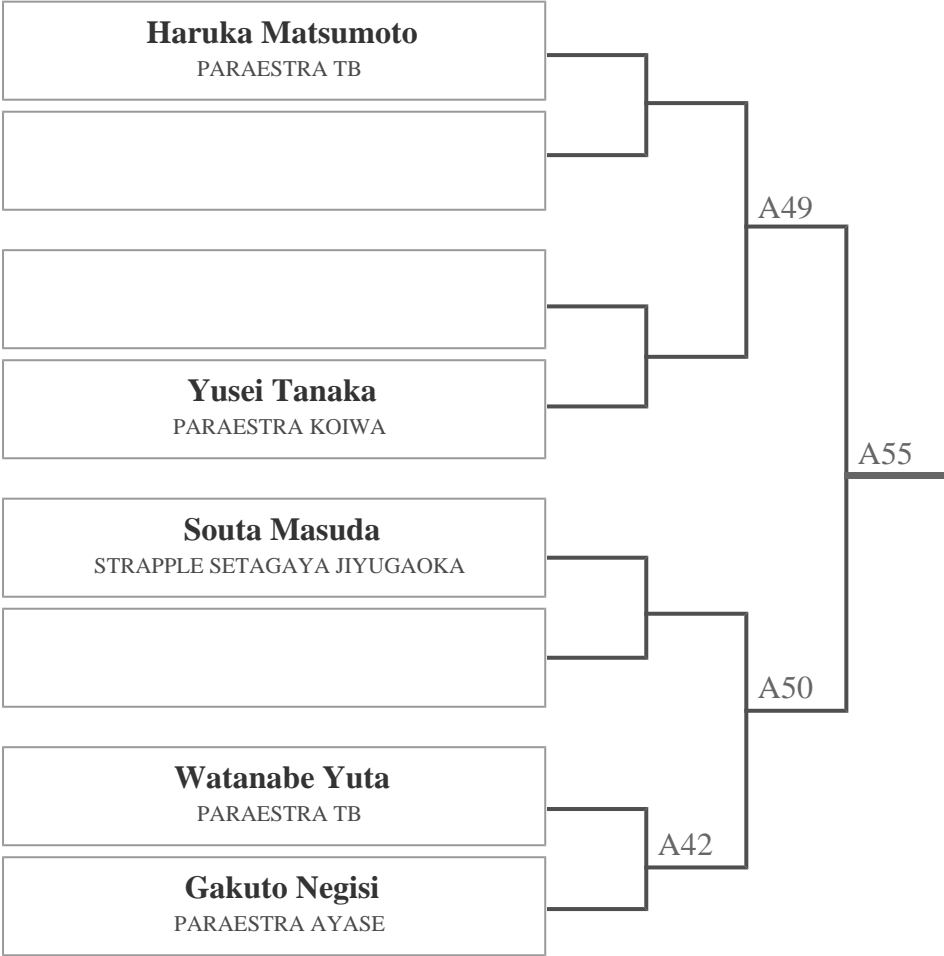 Haruka Matsumoto
PARAESTRA TB
A49
Yusei Tanaka
PARAESTRA KOIWA
A55
Souta Masuda
STRAPPLE SETAGAYA JIYUGAOKA
A50
Watanabe Yuta
PARAESTRA TB
A42
Gakuto Negisi
PARAESTRA AYASE